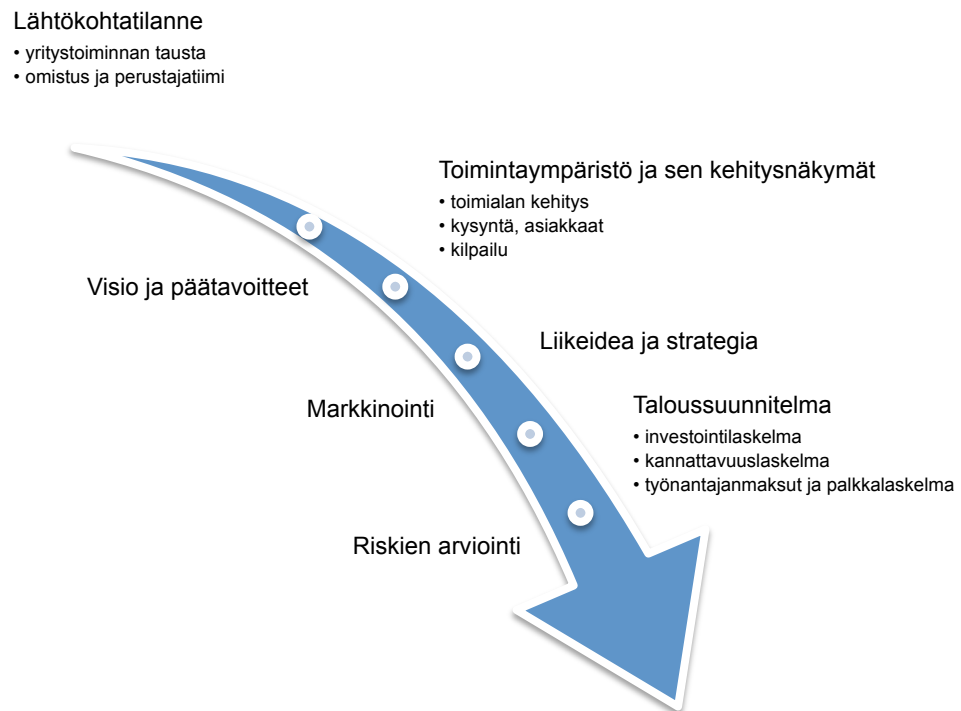 Lähtökohtatilanne
• yritystoiminnan tausta
• omistus ja perustajatiimi
Toimintaympäristö ja sen kehitysnäkymät
• toimialan kehitys
• kysyntä, asiakkaat
• kilpailu
Visio ja päätavoitteet
Liikeidea ja strategia
Markkinointi
Taloussuunnitelma
• investointilaskelma
• kannattavuuslaskelma
• työnantajanmaksut ja palkkalaskelma
Riskien arviointi